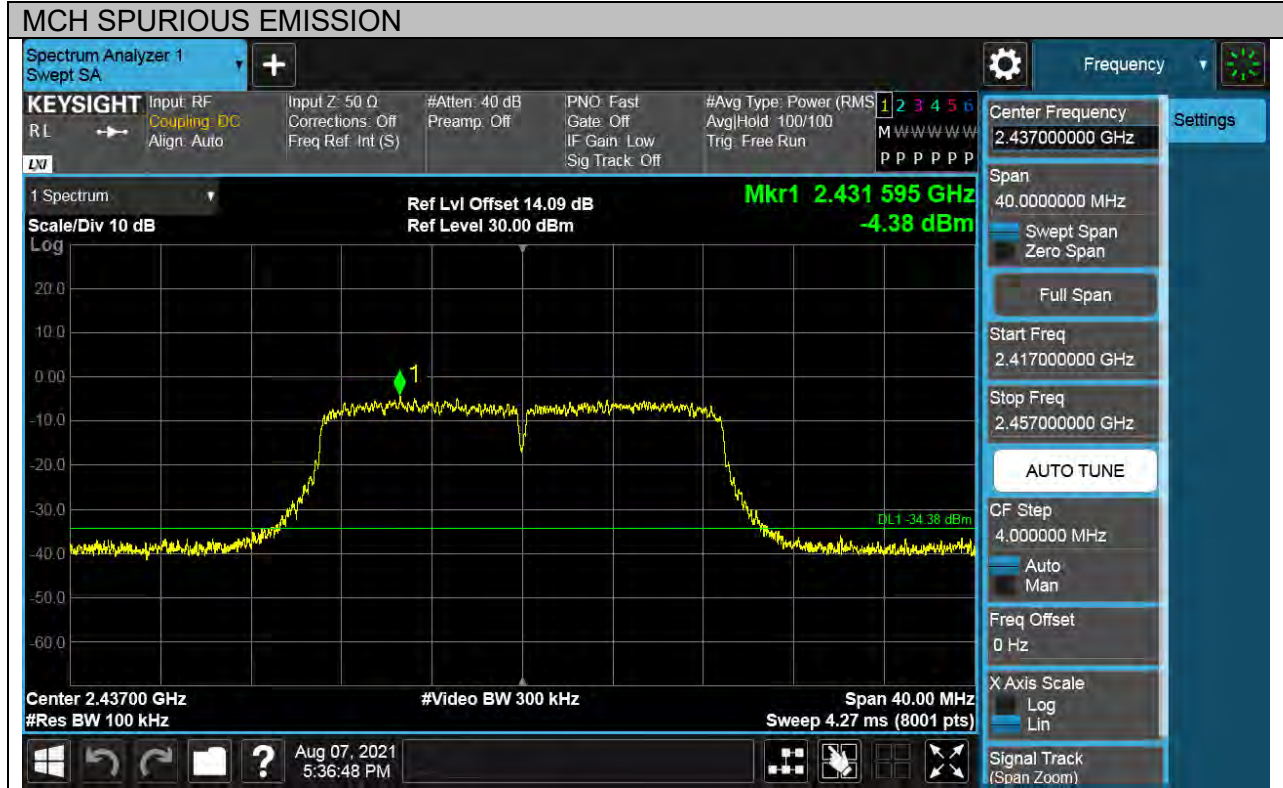 MCH SPURIOUS EMISSION
Spectrum Analyzer 1
Swept SA
+
Frequency
KEYSIGHT
RL
LXI
Input: RF
Coupling: DC
Align: Auto
Input Z: 50 Ω
Corrections: Off
Freq Ref: Int (S)
#Atten: 40 dB
Preamp: Off
PNO: Fast
Gate: Off
IF Gain: Low
Sig Track: Off
#Avg Type: Power (RMS
Avg|Hold: 100/100
Trig: Free Run
1 2 3 4 5 6
M W W W W W
P P P P P P
1 Spectrum
Scale/Div 10 dB
Log
Ref Lvl Offset 14.09 dB
Ref Level 30.00 dBm
Mkr1 2.431 595 GHz
-4.38 dBm
20.0
10.0
0.00
-10.0
-20.0
-30.0
-40.0
-50.0
-60.0
1
DL1 -34.38 dBm
Center 2.43700 GHz
#Res BW 100 kHz
#Video BW 300 kHz
Span 40.00 MHz
Sweep 4.27 ms (8001 pts)
Center Frequency
2.437000000 GHz
Settings
Span
40.0000000 MHz
Swept Span
Zero Span
Full Span
Start Freq
2.417000000 GHz
Stop Freq
2.457000000 GHz
AUTO TUNE
CF Step
4.000000 MHz
Auto
Man
Freq Offset
0 Hz
X Axis Scale
Log
Lin
Signal Track
(Span Zoom)
?
Aug 07, 2021
5:36:48 PM